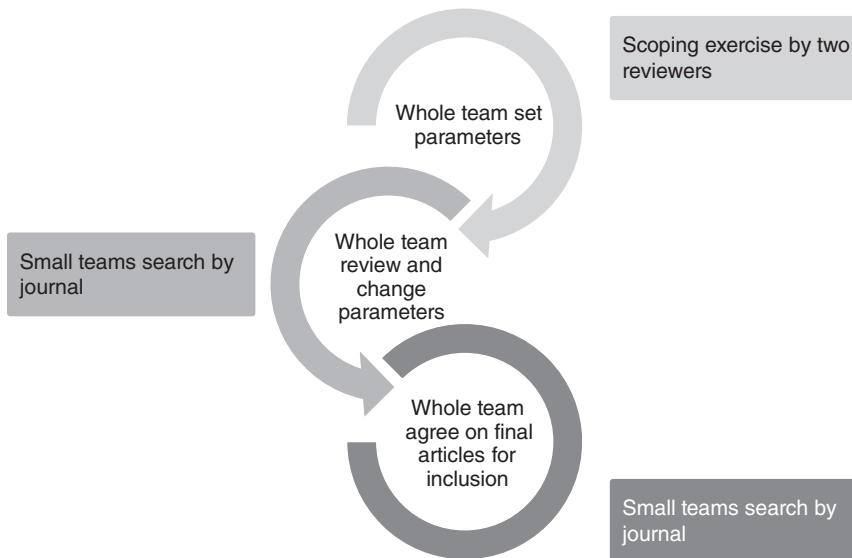 Scoping exercise by two
reviewers
Whole team set
parameters
Small teams search by
journal
Whole team
review and
change
parameters
Whole team
agree on final
articles for
inclusion
Small teams search by
journal